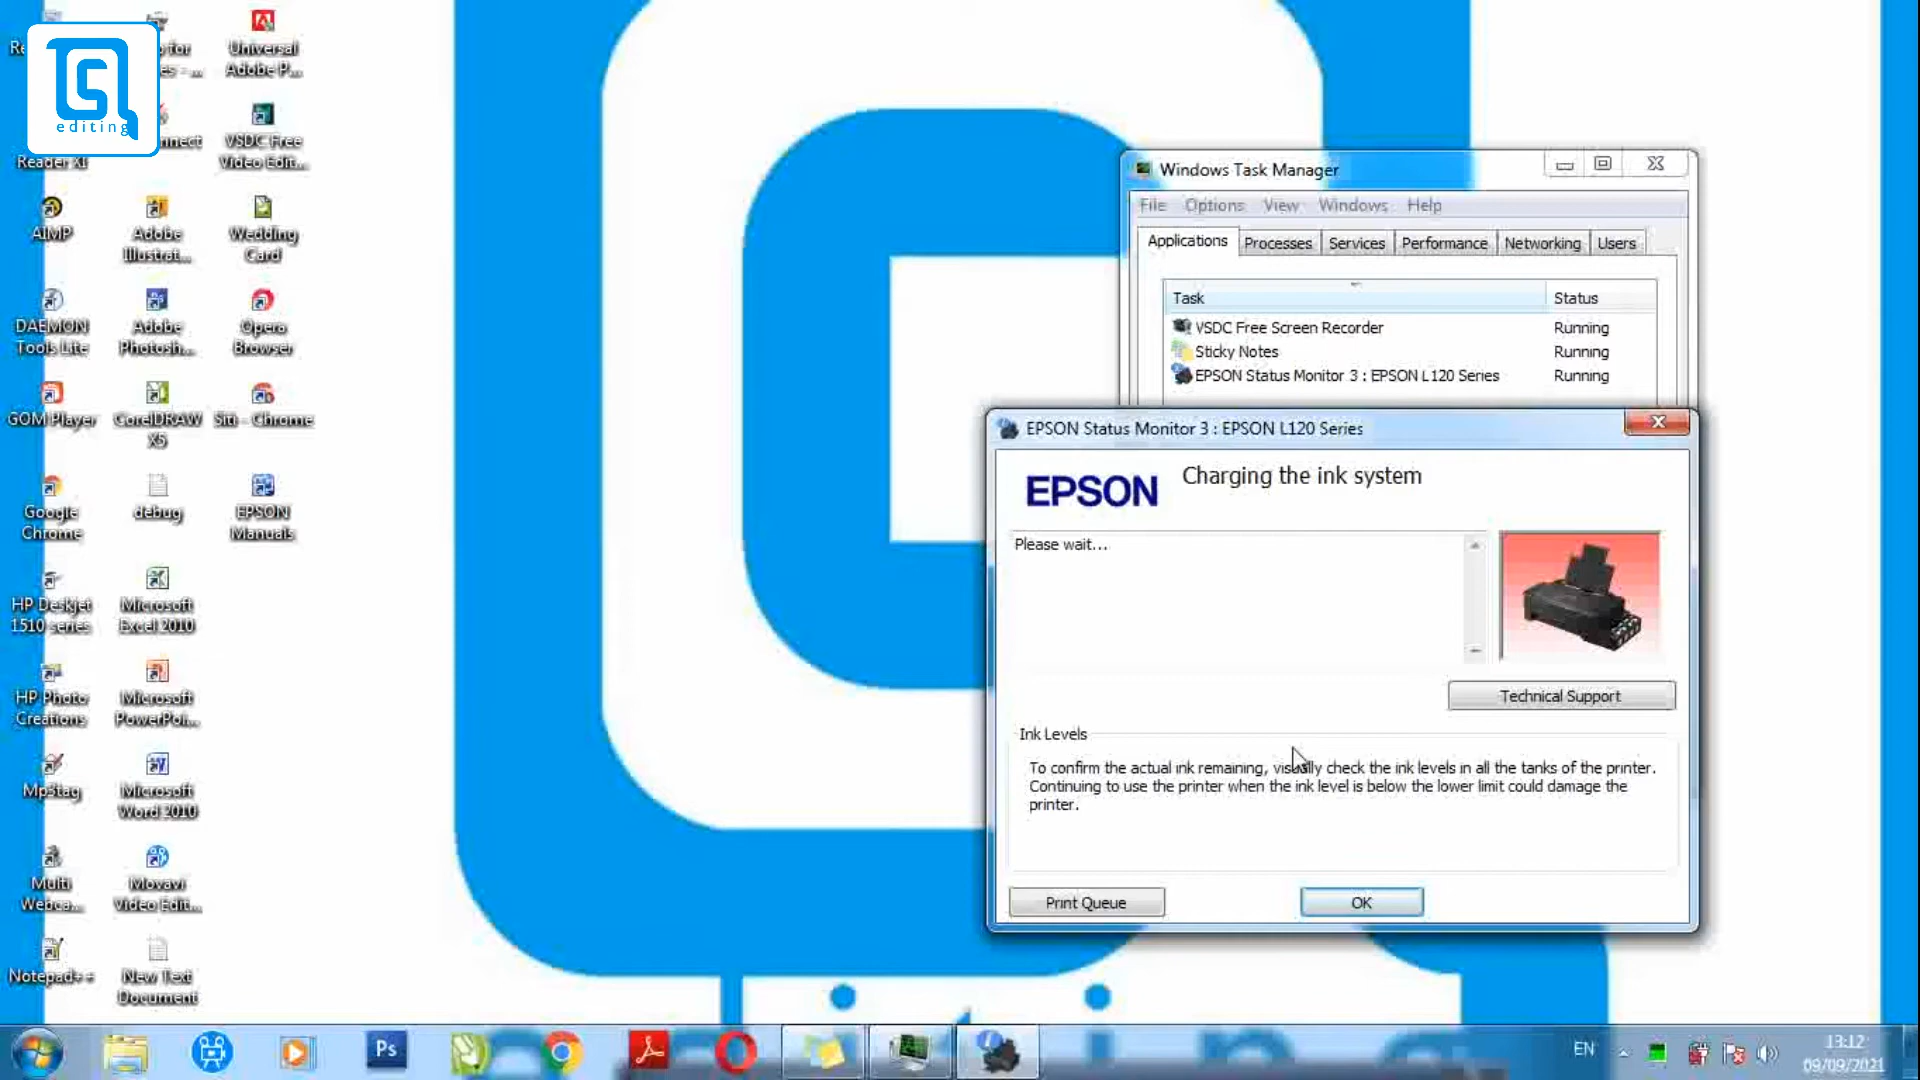 editing
Reader XI
AIMP
DAEMON
Tools Lite
GOM Player
Google
Chrome
HP Deskjet
1510 series
HP Photo
Creations
Mp3tag
Multi
Webca...
Notepad++
for
es - ...
nnect
Adobe
Illustrat...
Adobe
Photosh...
CorelDRAW
X5
debug
Microsoft
Excel 2010
Microsoft
PowerPoi...
Microsoft
Word 2010
Movavi
Video Edit...
New Text
Document
Universal
Adobe P...
VSDC Free
Video Edit...
Wedding
Card
Opera
Browser
Siti - Chrome
EPSON
Manuals
Windows Task Manager
File Options View Windows Help
Applications Processes Services Performance Networking Users
Task Status
VSDC Free Screen Recorder Running
Sticky Notes Running
EPSON Status Monitor 3 : EPSON L120 Series Running
EPSON Status Monitor 3 : EPSON L120 Series
EPSON Charging the ink system
Please wait...
Technical Support
Ink Levels
To confirm the actual ink remaining, visually check the ink levels in all the tanks of the printer.
Continuing to use the printer when the ink level is below the lower limit could damage the
printer.
Print Queue OK
Ps
EN
13:12
09/09/2021